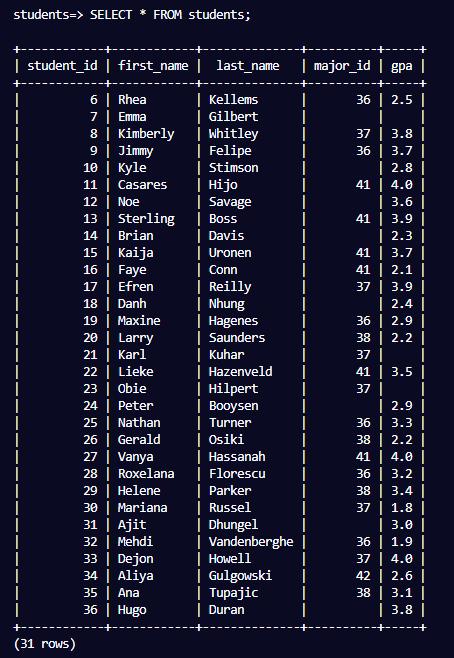 students=> SELECT * FROM students;
+------------+------------+--------------+----------+-----+
| student_id | first_name |  last_name   | major_id | gpa |
+------------+------------+--------------+----------+-----+
|          6 | Rhea       | Kellems      |       36 | 2.5 |
|          7 | Emma       | Gilbert      |          |     |
|          8 | Kimberly   | Whitley      |       37 | 3.8 |
|          9 | Jimmy      | Felipe       |       36 | 3.7 |
|         10 | Kyle       | Stimson      |          | 2.8 |
|         11 | Casares    | Hijo         |       41 | 4.0 |
|         12 | Noe        | Savage       |          | 3.6 |
|         13 | Sterling   | Boss         |       41 | 3.9 |
|         14 | Brian      | Davis        |          | 2.3 |
|         15 | Kaija      | Uronen       |       41 | 3.7 |
|         16 | Faye       | Conn         |       41 | 2.1 |
|         17 | Efren      | Reilly       |       37 | 3.9 |
|         18 | Danh       | Nhung        |          | 2.4 |
|         19 | Maxine     | Hagenes      |       36 | 2.9 |
|         20 | Larry      | Saunders     |       38 | 2.2 |
|         21 | Karl       | Kuhar        |       37 |     |
|         22 | Lieke      | Hazenveld    |       41 | 3.5 |
|         23 | Obie       | Hilpert      |       37 |     |
|         24 | Peter      | Booysen      |          | 2.9 |
|         25 | Nathan     | Turner       |       36 | 3.3 |
|         26 | Gerald     | Osiki        |       38 | 2.2 |
|         27 | Vanya      | Hassanah     |       41 | 4.0 |
|         28 | Roxelana   | Florescu     |       36 | 3.2 |
|         29 | Helene     | Parker       |       38 | 3.4 |
|         30 | Mariana    | Russel       |       37 | 1.8 |
|         31 | Ajit       | Dhungel      |          | 3.0 |
|         32 | Mehdi      | Vandenberghe |       36 | 1.9 |
|         33 | Dejon      | Howell       |       37 | 4.0 |
|         34 | Aliya      | Gulgowski    |       42 | 2.6 |
|         35 | Ana        | Tupajic      |       38 | 3.1 |
|         36 | Hugo       | Duran        |          | 3.8 |
+------------+------------+--------------+----------+-----+
(31 rows)